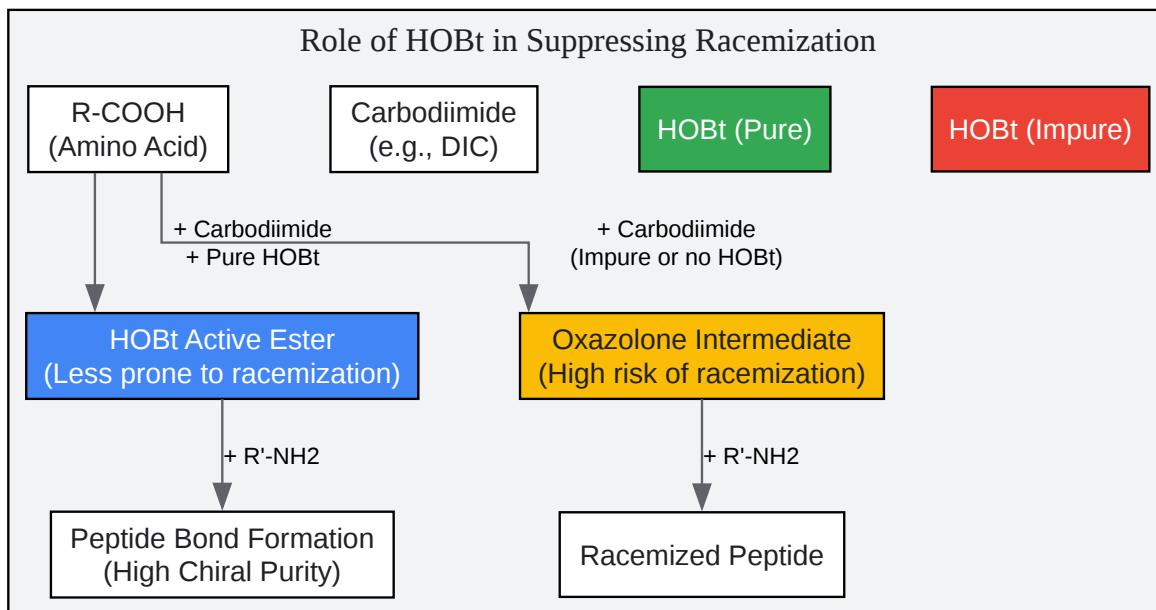 Role of HOBt in Suppressing Racemization
R-COOH
(Amino Acid)
Carbodiimide
(e.g., DIC)
HOBt (Pure)
HOBt (Impure)
+ Carbodiimide
+ Pure HOBt
+ Carbodiimide
(Impure or no HOBt)
HOBt Active Ester
(Less prone to racemization)
Oxazolone Intermediate
(High risk of racemization)
+ R'-NH2
+ R'-NH2
Peptide Bond Formation
(High Chiral Purity)
Racemized Peptide